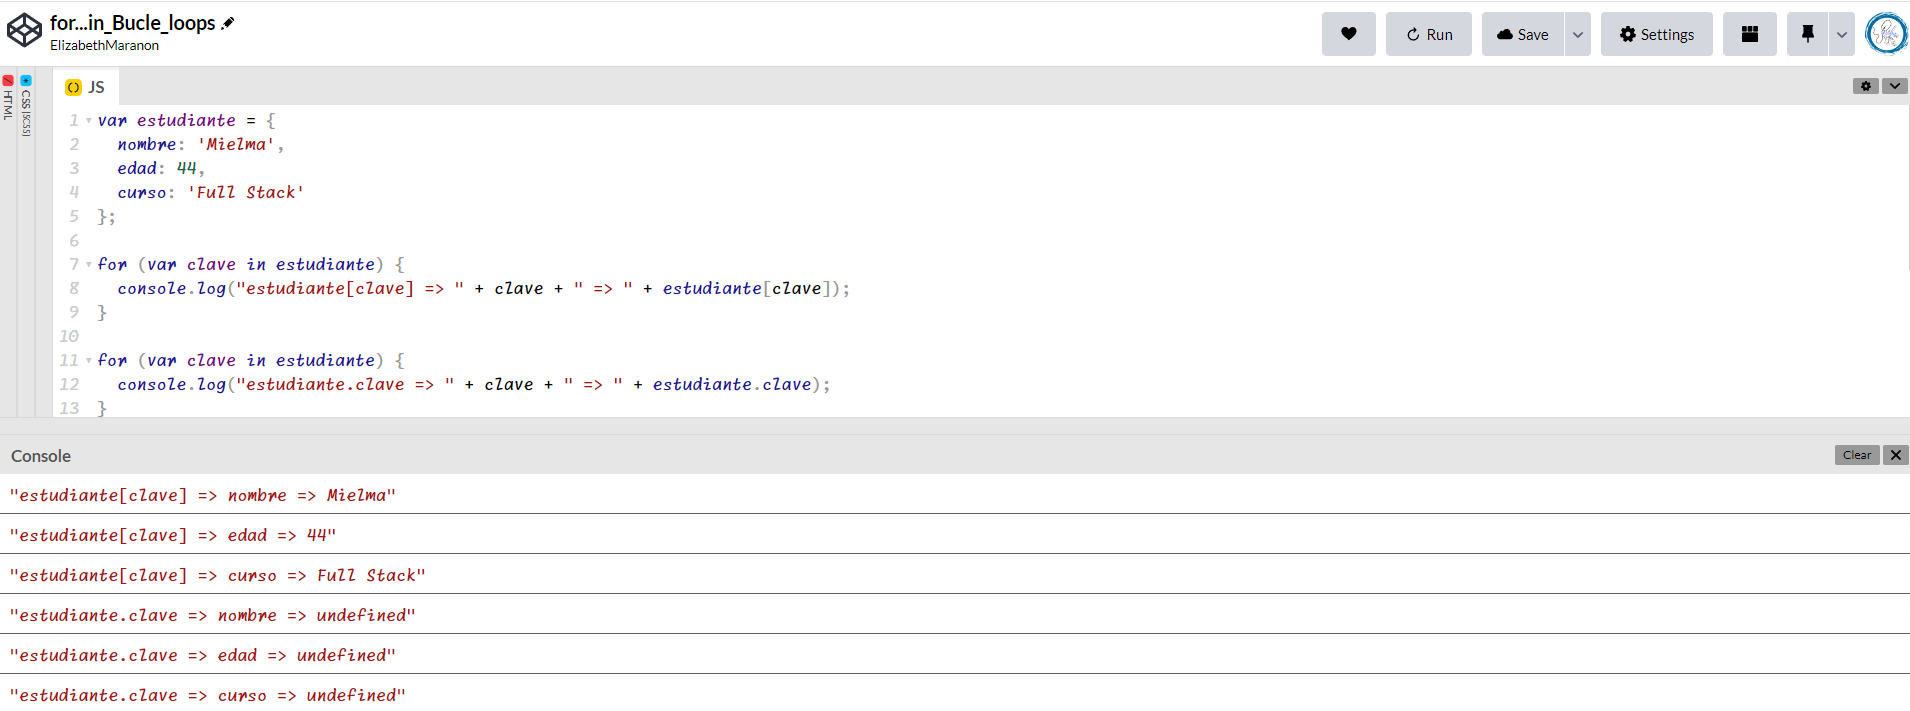 for...in_Bucle_loops
ElizabethMaranon
Run
Save
Settings
HTML
CSS (SCSS)
JS
1 var estudiante = {
2 nombre: 'Mielma',
3 edad: 44,
4 curso: 'Full Stack'
5 };
6
7 for (var clave in estudiante) {
8 console.log("estudiante[clave] => " + clave + " => " + estudiante[clave]);
9 }
10
11 for (var clave in estudiante) {
12 console.log("estudiante.clave => " + clave + " => " + estudiante.clave);
13 }
Console
Clear
"estudiante[clave] => nombre => Mielma"
"estudiante[clave] => edad => 44"
"estudiante[clave] => curso => Full Stack"
"estudiante.clave => nombre => undefined"
"estudiante.clave => edad => undefined"
"estudiante.clave => curso => undefined"